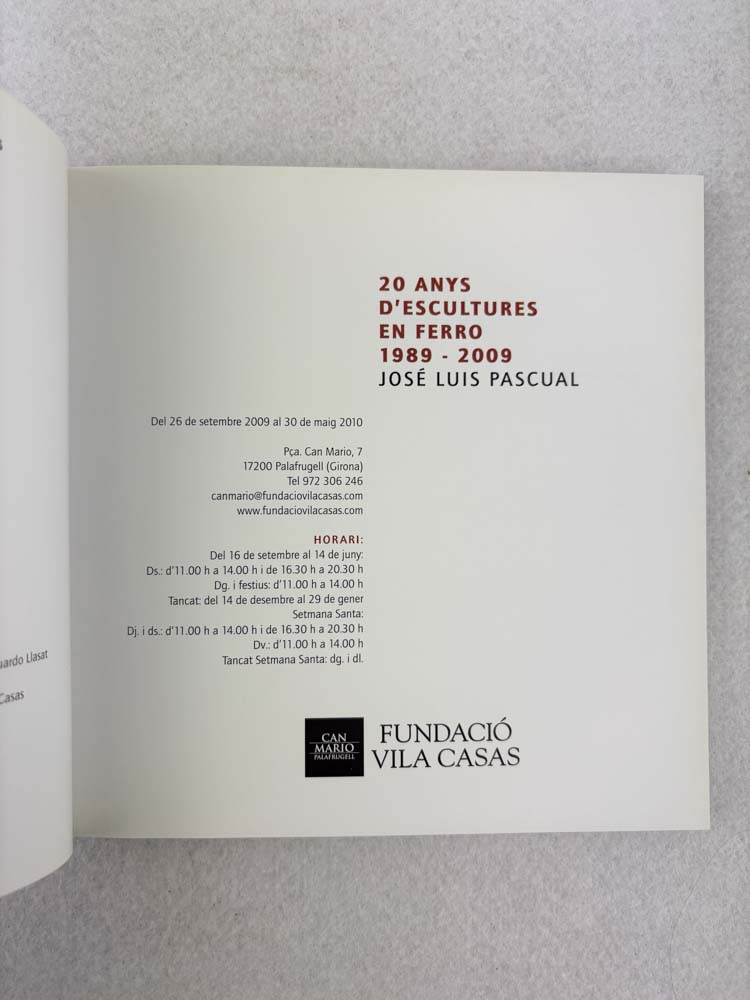 uardo Llasat
Casas
20 ANYS
D'ESCULTURES
EN FERRO
1989 - 2009
JOSÉ LUIS PASCUAL
Del 26 de setembre 2009 al 30 de maig 2010
Pça. Can Mario, 7
17200 Palafrugell (Girona)
Tel 972 306 246
canmario@fundaciovilacasas.com
www.fundaciovilacasas.com
HORARI:
Del 16 de setembre al 14 de juny:
Ds.: d'11.00 h a 14.00 h i de 16.30 h a 20.30 h
Dg. i festius: d'11.00 h a 14.00 h
Tancat: del 14 de desembre al 29 de gener
Setmana Santa:
Dj. i ds.: d'11.00 h a 14.00 h i de 16.30 h a 20.30 h
Dv.: d'11.00 h a 14.00 h
Tancat Setmana Santa: dg. i dl.
CAN
MARIO
PALAFRUGELL
FUNDACIÓ
VILA CASAS